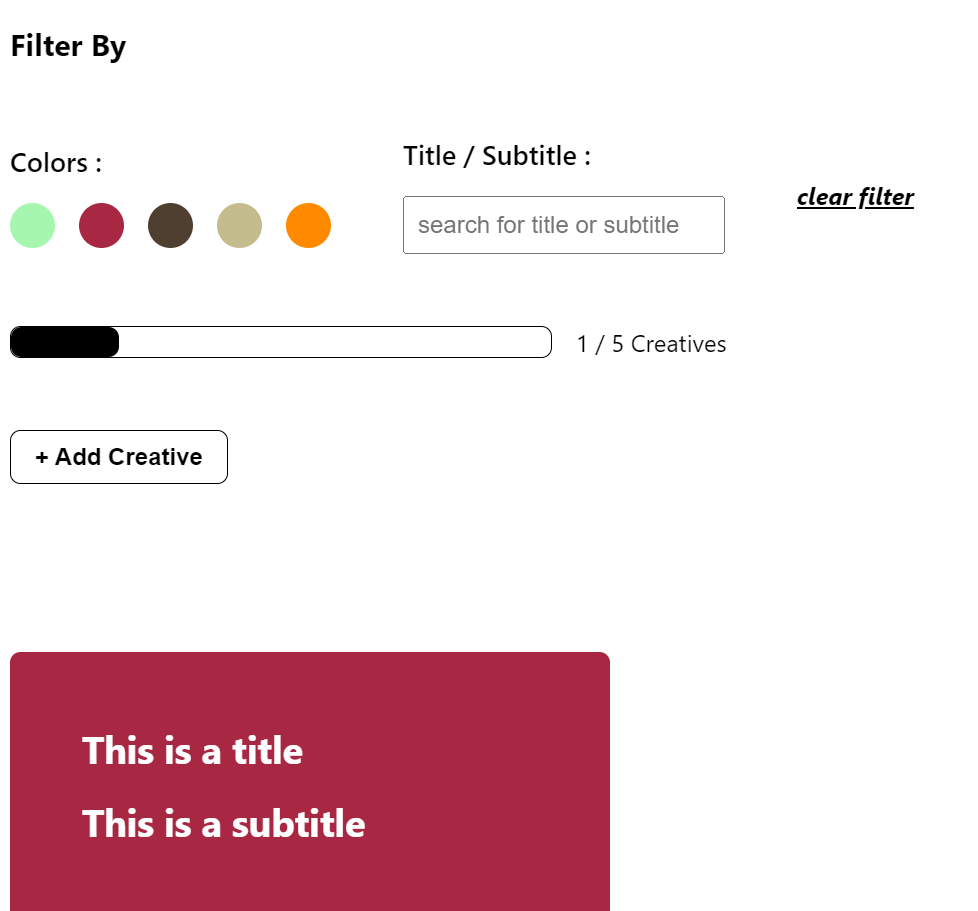 Filter By
Colors :
Title / Subtitle :
search for title or subtitle
clear filter
1 / 5 Creatives
+ Add Creative
This is a title
This is a subtitle